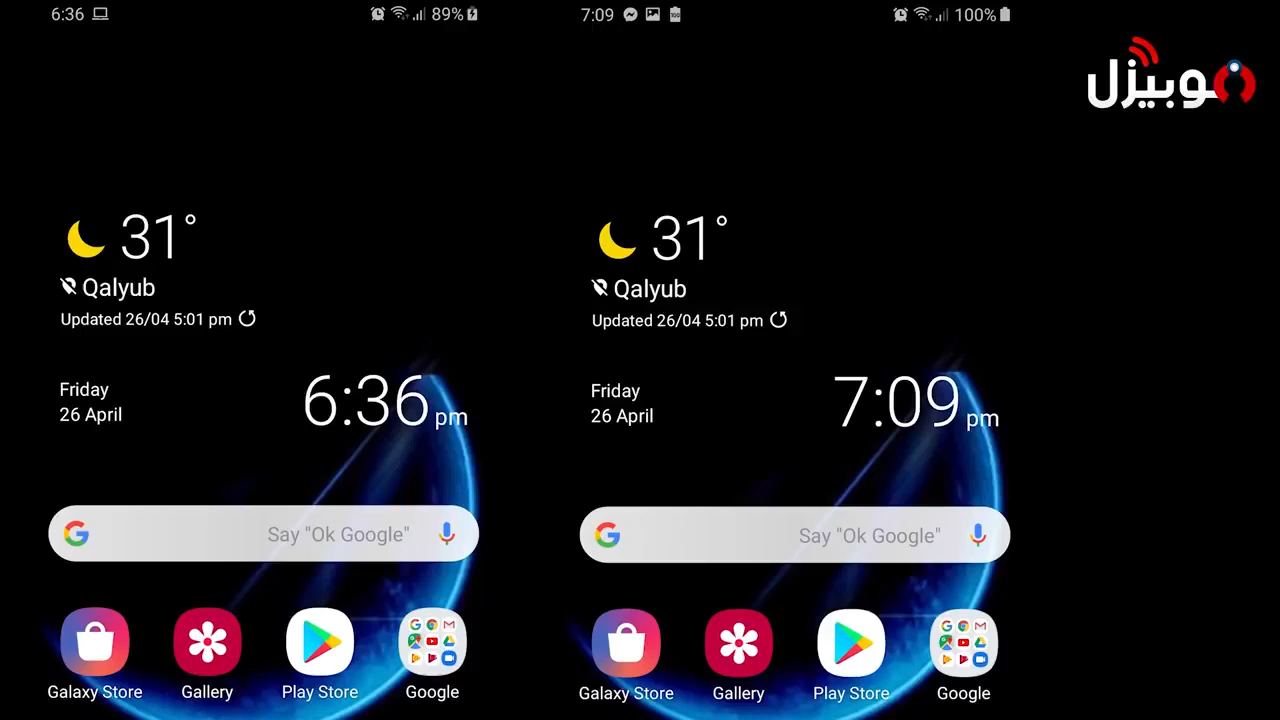 6:36 89%
31°
Qalyub
Updated 26/04 5:01 pm
Friday
26 April
6:36 pm
Say "Ok Google"
Galaxy Store Gallery Play Store Google
7:09 100%
31°
Qalyub
Updated 26/04 5:01 pm
Friday
26 April
7:09 pm
Say "Ok Google"
Galaxy Store Gallery Play Store Google
موبيزل